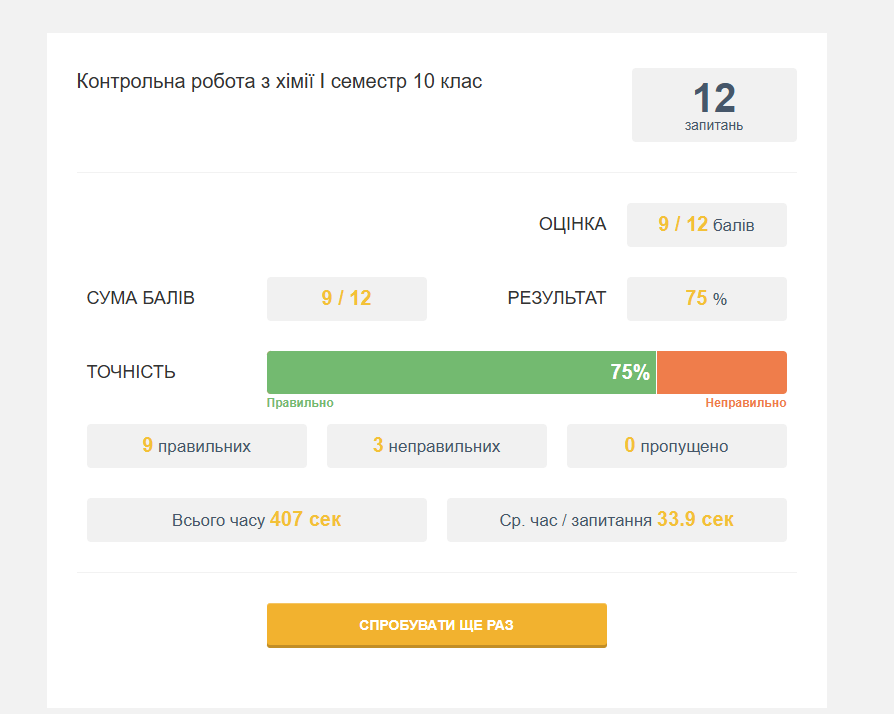 Контрольна робота з хімії І семестр 10 клас
12
запитань
ОЦІНКА
9 / 12 балів
СУМА БАЛІВ
9 / 12
РЕЗУЛЬТАТ
75 %
ТОЧНІСТЬ
75%
Правильно
Неправильно
9 правильних
3 неправильних
0 пропущено
Всього часу 407 сек
Ср. час / запитання 33.9 сек
СПРОБУВАТИ ЩЕ РАЗ